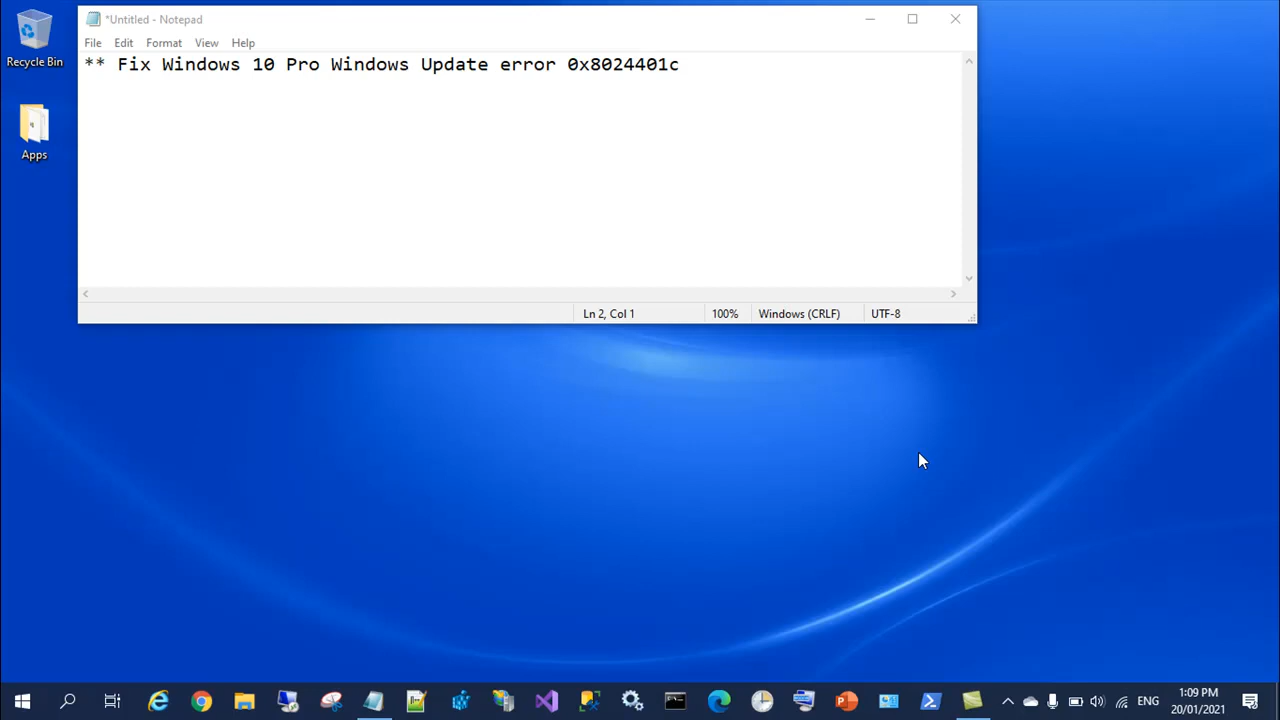 *Untitled - Notepad
File Edit Format View Help
** Fix Windows 10 Pro Windows Update error 0x8024401c
Ln 2, Col 1 100% Windows (CRLF) UTF-8
Recycle Bin
Apps
ENG 1:09 PM
20/01/2021